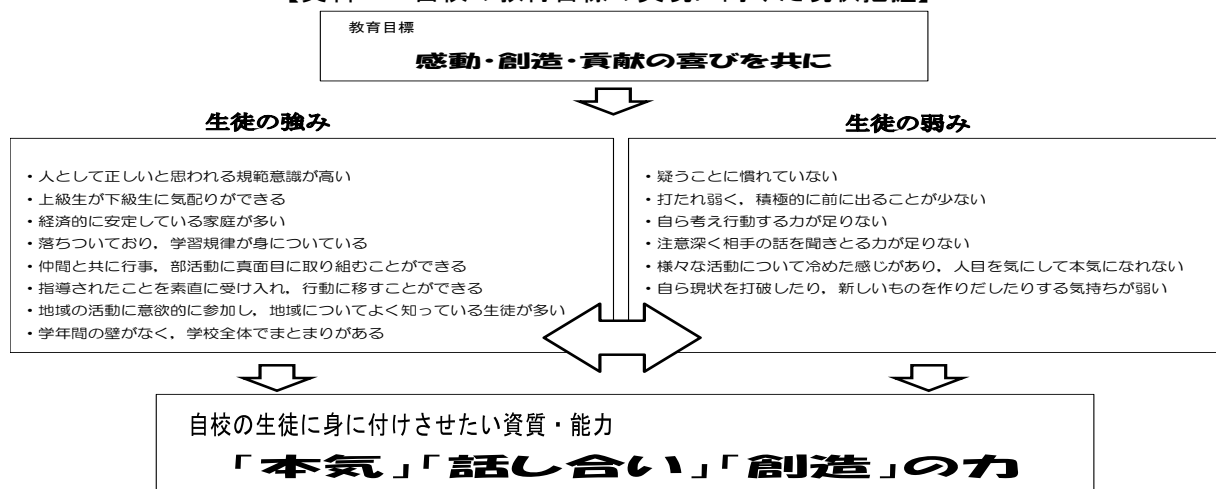 教育目標
感動・創造・貢献の喜びを共に
生徒の強み
・人として正しいと思われる規範意識が高い
・上級生が下級生に気配りができる
・経済的に安定している家庭が多い
・落ちついており，学習規律が身についている
・仲間と共に行事，部活動に真面目に取り組むことができる
・指導されたことを素直に受け入れ，行動に移すことができる
・地域の活動に意欲的に参加し，地域についてよく知っている生徒が多い
・学年間の壁がなく，学校全体でまとまりがある
生徒の弱み
・疑うことに慣れていない
・打たれ弱く，積極的に前に出ることが少ない
・自ら考え行動する力が足りない
・注意深く相手の話を聞きとる力が足りない
・様々な活動について冷めた感じがあり，人目を気にして本気になれない
・自ら現状を打破したり，新しいものを作りだしたりする気持ちが弱い
自校の生徒に身に付けさせたい資質・能力
「本気」「話し合い」「創造」の力